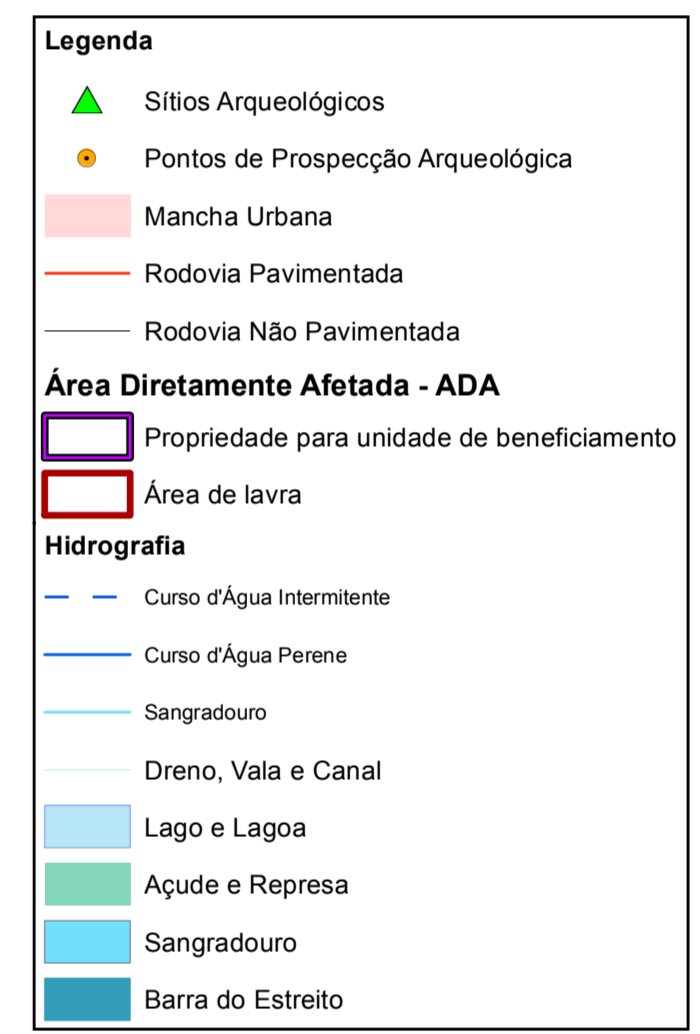 Legenda
Sítios Arqueológicos
Pontos de Prospecção Arqueológica
Mancha Urbana
Rodovia Pavimentada
Rodovia Não Pavimentada
Área Diretamente Afetada - ADA
Propriedade para unidade de beneficiamento
Área de lavra
Hidrografia
Curso d'Água Intermitente
Curso d'Água Perene
Sangradouro
Dreno, Vala e Canal
Lago e Lagoa
Açude e Represa
Sangradouro
Barra do Estreito